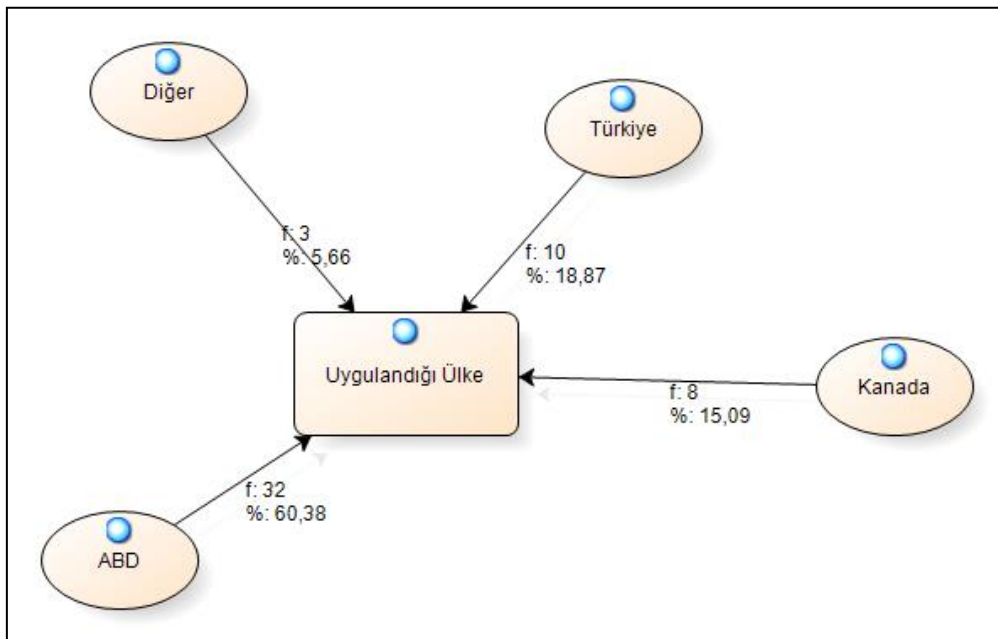 Diğer
Türkiye
f: 3
%: 5,66
f: 10
%: 18,87
Uygulandığı Ülke
Kanada
f: 8
%: 15,09
f: 32
%: 60,38
ABD